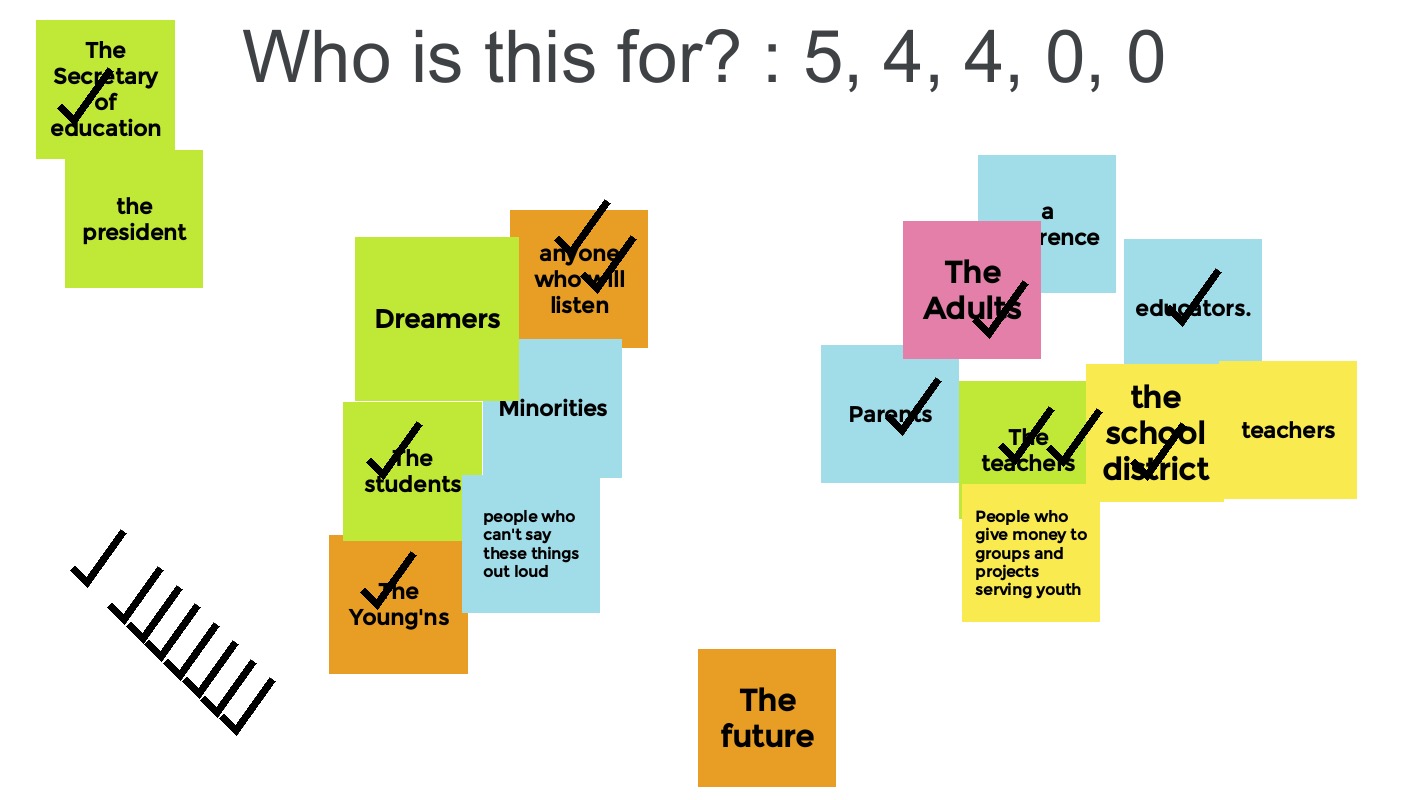 Who is this for? : 5, 4, 4, 0, 0
The
Secretary
of
education
the
president
anyone
who will
listen
Dreamers
Minorities
The
students
people who
can't say
these things
out loud
The
Young'ns
a
The
Adults
educators.
Parents
The
teachers
the
school
district
teachers
People who
give money to
groups and
projects
serving youth
The
future